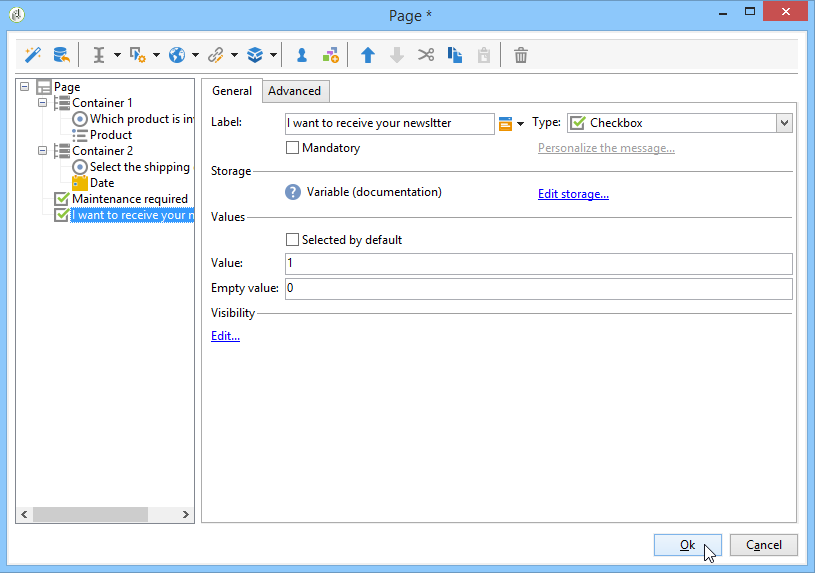 Page *
Page
Container 1
Which product is in
Product
Container 2
Select the shipping
Date
Maintenance required
I want to receive your n
General
Advanced
Label:
I want to receive your newsltter
Type:
Checkbox
Mandatory
Personalize the message...
Storage
? Variable (documentation)
Edit storage...
Values
Selected by default
Value:
1
Empty value:
0
Visibility
Edit...
Ok
Cancel